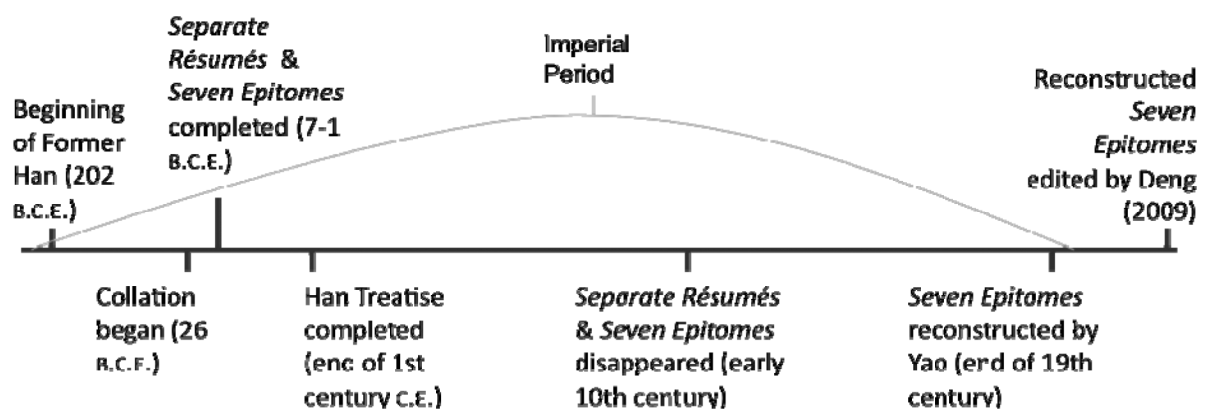 Beginning
of Former
Han (202
B.C.E.)
Separate
Résumés &
Seven Epitomes
completed (7-1
B.C.E.)
Imperial
Period
Reconstructed
Seven
Epitomes
edited by Deng
(2009)
Collation
began (26
B.C.E.)
Han Treatise
completed
(end of 1st
century C.E.)
Separate Résumés
& Seven Epitomes
disappeared (early
10th century)
Seven Epitomes
reconstructed by
Yao (end of 19th
century)